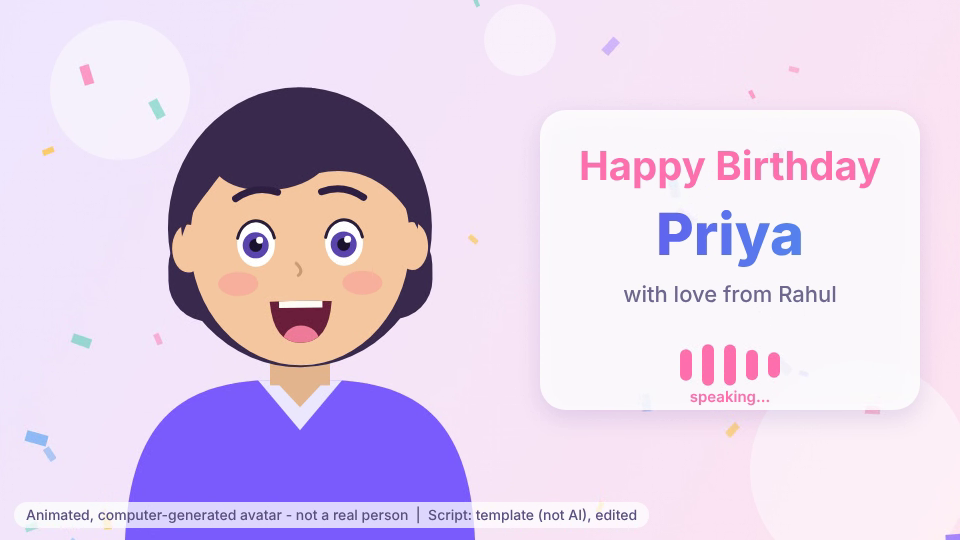 Happy Birthday
Priya
with love from Rahul
speaking...
Animated, computer-generated avatar - not a real person | Script: template (not AI), edited